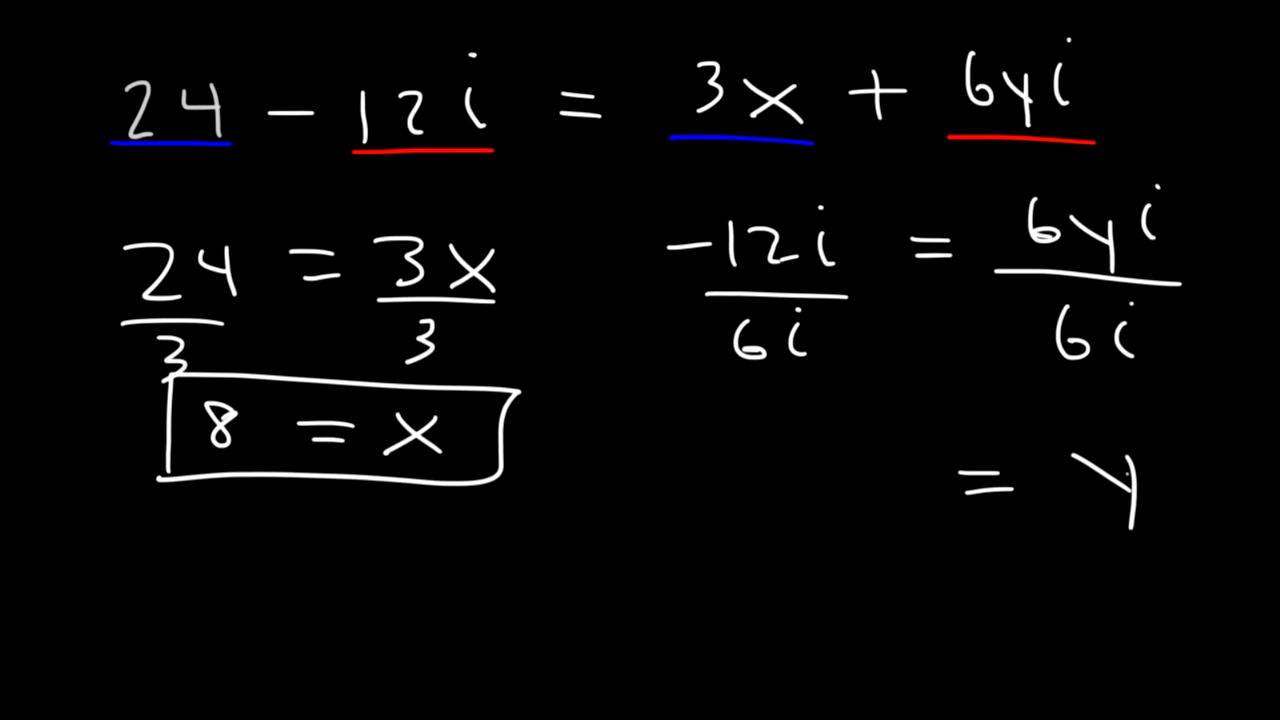 24 - 12i = 3x + 6yi
24 = 3x
3 3
8 = x
-12i = 6yi
6i 6i
= y